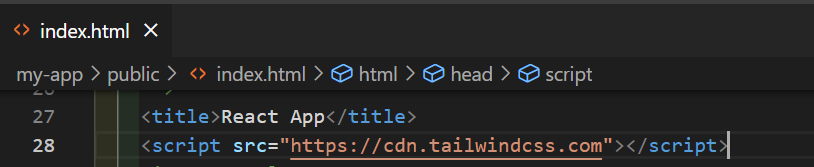 index.html
my-app > public > index.html > html > head > script
27 <title>React App</title>
28 <script src="https://cdn.tailwindcss.com"></script>